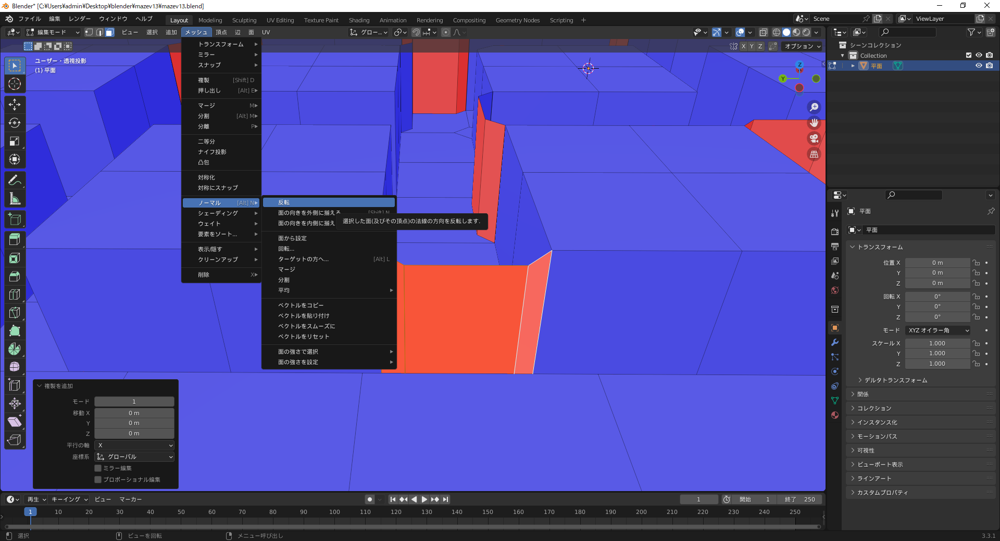 Blender* [C:¥Users¥admin¥Desktop¥blender¥mazev13¥mazev13.blend]
ファイル 編集 レンダー ウィンドウ ヘルプ
Layout Modeling Sculpting UV Editing Texture Paint Shading Animation Rendering Compositing Geometry Nodes Scripting +
Scene
ViewLayer
編集モード
ビュー 選択 追加 メッシュ 頂点 辺 面 UV
グロー...
X Y Z
オプション
ユーザー・透視投影
(1) 平面
トランスフォーム
ミラー
スナップ
複製 [Shift] D
押し出し [Alt] E
マージ M
分割 [Alt] M
分離 P
二等分
ナイフ投影
凸包
対称化
対称にスナップ
ノーマル [Alt] N
シェーディング
ウェイト
要素をソート...
表示/隠す
クリーンアップ
削除 X
反転
面の向きを外側に揃える [Shift] N
面の向きを内側に揃え
選択した面(及びその頂点)の法線の方向を反転します.
面から設定
回転...
ターゲットの方へ... [Alt] L
マージ
分割
平均
ベクトルをコピー
ベクトルを貼り付け
ベクトルをスムーズに
ベクトルをリセット
面の強さで選択
面の強さを設定
Z
Y
複製を追加
モード 1
移動 X 0 m
Y 0 m
Z 0 m
平行の軸 X
座標系 グローバル
ミラー編集
プロポーショナル編集
シーンコレクション
Collection
平面
平面
平面
トランスフォーム
位置 X 0 m
Y 0 m
Z 0 m
回転 X 0°
Y 0°
Z 0°
モード XYZ オイラー角
スケール X 1.000
Y 1.000
Z 1.000
デルタトランスフォーム
関係
コレクション
インスタンス化
モーションパス
可視性
ビューポート表示
ラインアート
カスタムプロパティ
再生 キーイング ビュー マーカー
1
開始 1
終了 250
1 10 20 30 40 50 60 70 80 90 100 110 120 130 140 150 160 170 180 190 200 210 220 230 240 250
選択
ビューを回転
メニュー呼び出し
3.3.1